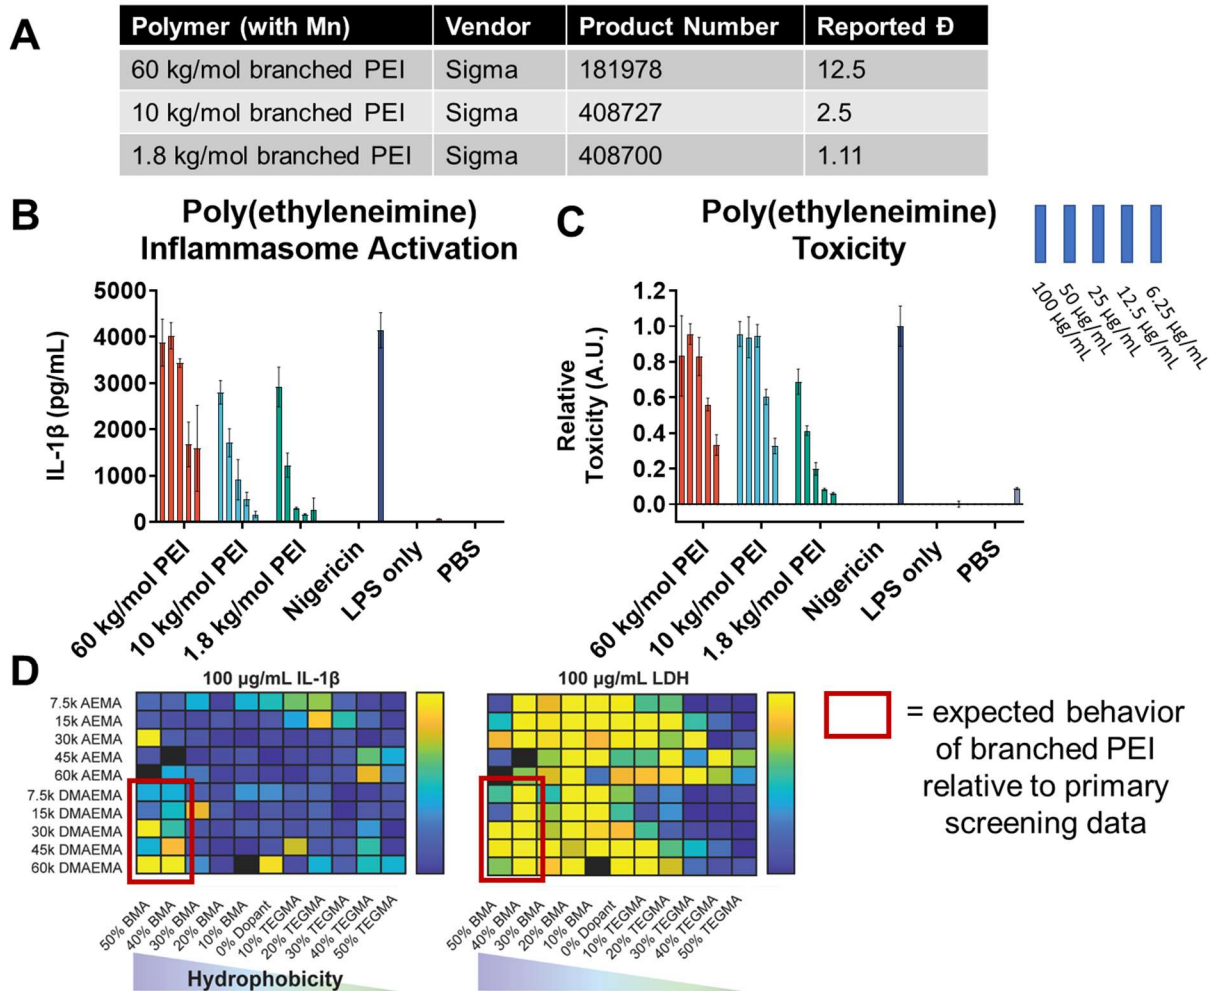 A
Polymer (with Mn) Vendor Product Number Reported Đ
60 kg/mol branched PEI Sigma 181978 12.5
10 kg/mol branched PEI Sigma 408727 2.5
1.8 kg/mol branched PEI Sigma 408700 1.11
B
Poly(ethyleneimine)
Inflammasome Activation
IL-1β (pg/mL)
5000
4000
3000
2000
1000
0
60 kg/mol PEI
10 kg/mol PEI
1.8 kg/mol PEI
Nigericin
LPS only
PBS
C
Poly(ethyleneimine)
Toxicity
Relative
Toxicity (A.U.)
1.2
1.0
0.8
0.6
0.4
0.2
0.0
60 kg/mol PEI
10 kg/mol PEI
1.8 kg/mol PEI
Nigericin
LPS only
PBS
100 µg/mL
50 µg/mL
25 µg/mL
12.5 µg/mL
6.25 µg/mL
D
100 µg/mL IL-1β
7.5k AEMA
15k AEMA
30k AEMA
45k AEMA
60k AEMA
7.5k DMAEMA
15k DMAEMA
30k DMAEMA
45k DMAEMA
60k DMAEMA
50% BMA
40% BMA
30% BMA
20% BMA
10% BMA
0% Dopant
10% TEGMA
20% TEGMA
30% TEGMA
40% TEGMA
50% TEGMA
Hydrophobicity
100 µg/mL LDH
50% BMA
40% BMA
30% BMA
20% BMA
10% BMA
0% Dopant
10% TEGMA
20% TEGMA
30% TEGMA
40% TEGMA
50% TEGMA
= expected behavior
of branched PEI
relative to primary
screening data